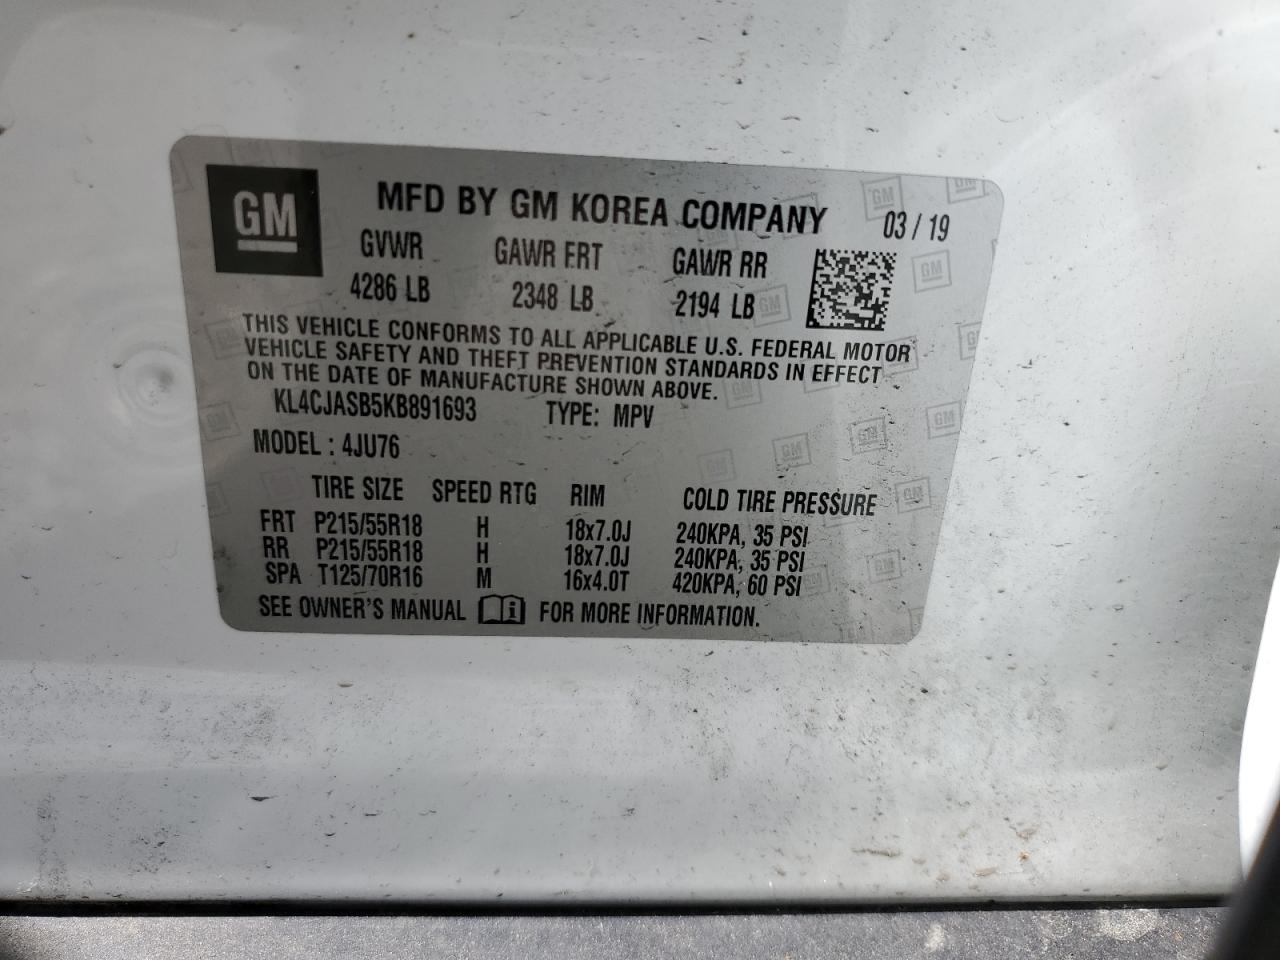 GM
MFD BY GM KOREA COMPANY 03 / 19
GVWR GAWR FRT GAWR RR
4286 LB 2348 LB 2194 LB
THIS VEHICLE CONFORMS TO ALL APPLICABLE U.S. FEDERAL MOTOR
VEHICLE SAFETY AND THEFT PREVENTION STANDARDS IN EFFECT
ON THE DATE OF MANUFACTURE SHOWN ABOVE.
KL4CJASB5KB891693 TYPE: MPV
MODEL : 4JU76
TIRE SIZE SPEED RTG RIM COLD TIRE PRESSURE
FRT P215/55R18 H 18x7.0J 240KPA, 35 PSI
RR P215/55R18 H 18x7.0J 240KPA, 35 PSI
SPA T125/70R16 M 16x4.0T 420KPA, 60 PSI
SEE OWNER'S MANUAL i FOR MORE INFORMATION.